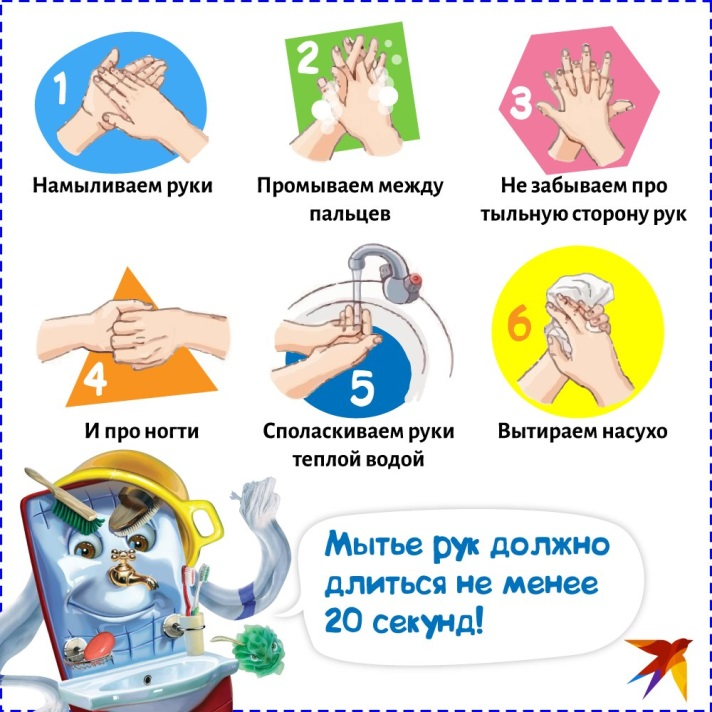 1
Намыливаем руки
2
Промываем между
пальцев
3
Не забываем про
тыльную сторону рук
4
И про ногти
5
Споласкиваем руки
теплой водой
6
Вытираем насухо
Мытье рук должно
длиться не менее
20 секунд!